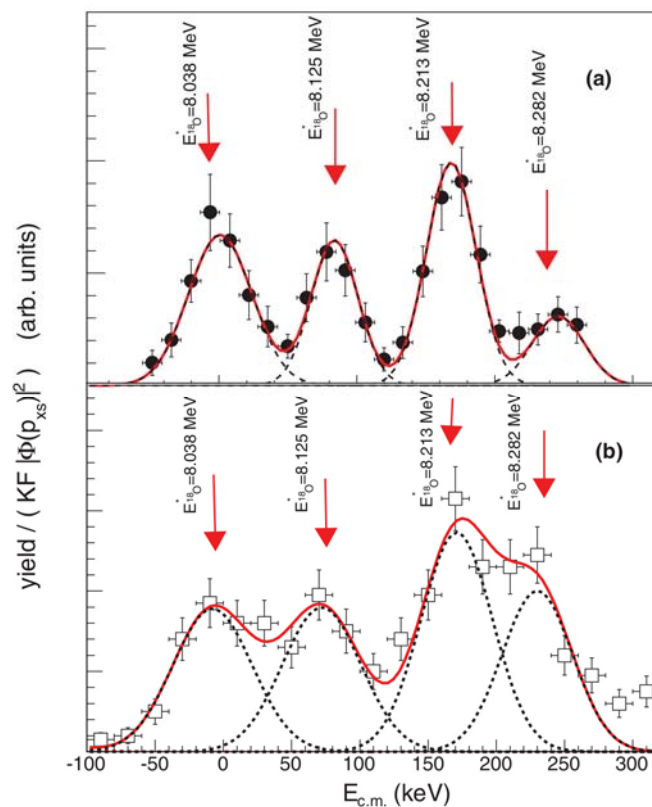 E*18O=8.038 MeV
E*18O=8.125 MeV
E*18O=8.213 MeV
E*18O=8.282 MeV
(a)
yield / ( KF |Φ(pxs)|² (arb. units)
E*18O=8.038 MeV
E*18O=8.125 MeV
E*18O=8.213 MeV
E*18O=8.282 MeV
(b)
-100 -50 0 50 100 150 200 250 300
Ec.m. (keV)